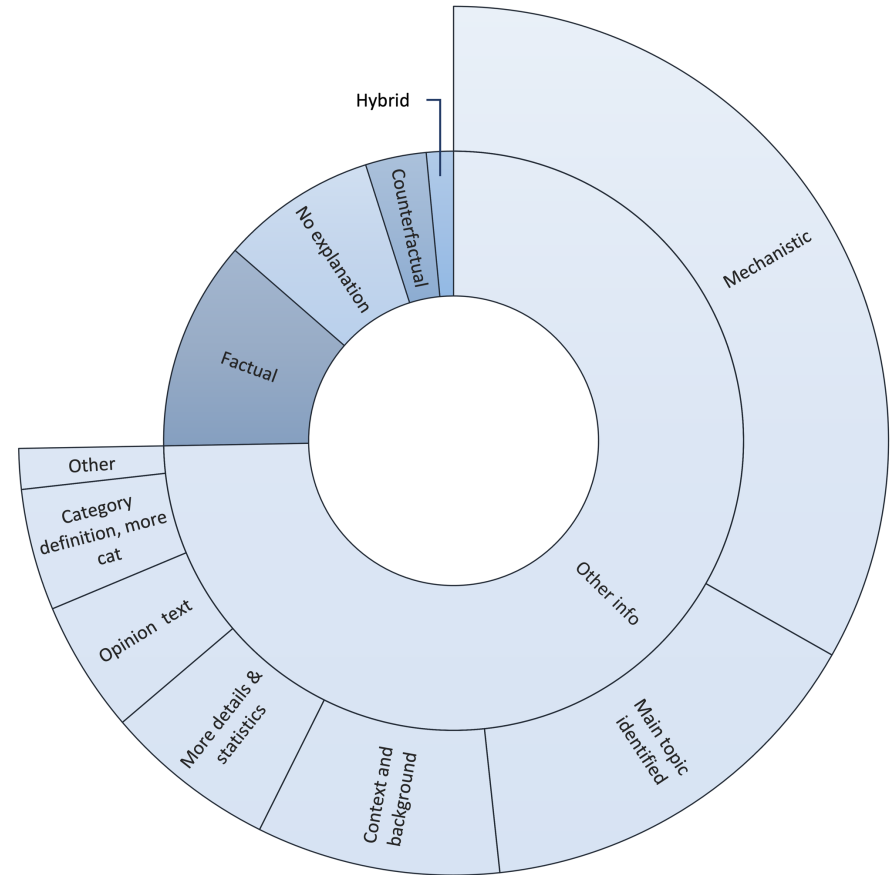 Hybrid
Counterfactual
No explanation
Mechanistic
Factual
Other
Category
definition, more
cat
Opinion text
More details &
statistics
Context and
background
Main topic
identified
Other info